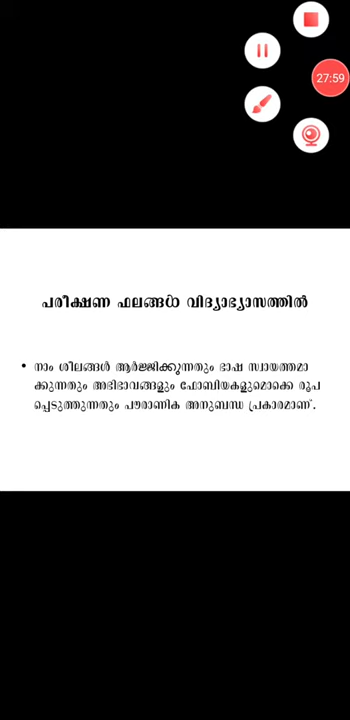 27:59
പരീക്ഷണ ഫലങ്ങൾ വിദ്യാഭ്യാസത്തിൽ
• നാം ശീലങ്ങൾ ആർജ്ജിക്കുന്നതും ഭാഷ സ്വായത്തമാ
ക്കുന്നതും അഭിഭാവങ്ങളും ഫോബിയകളുമൊക്കെ രൂപ
പ്പെടുത്തുന്നതും പൗരാണിക അനുബന്ധ പ്രകാരമാണ്.